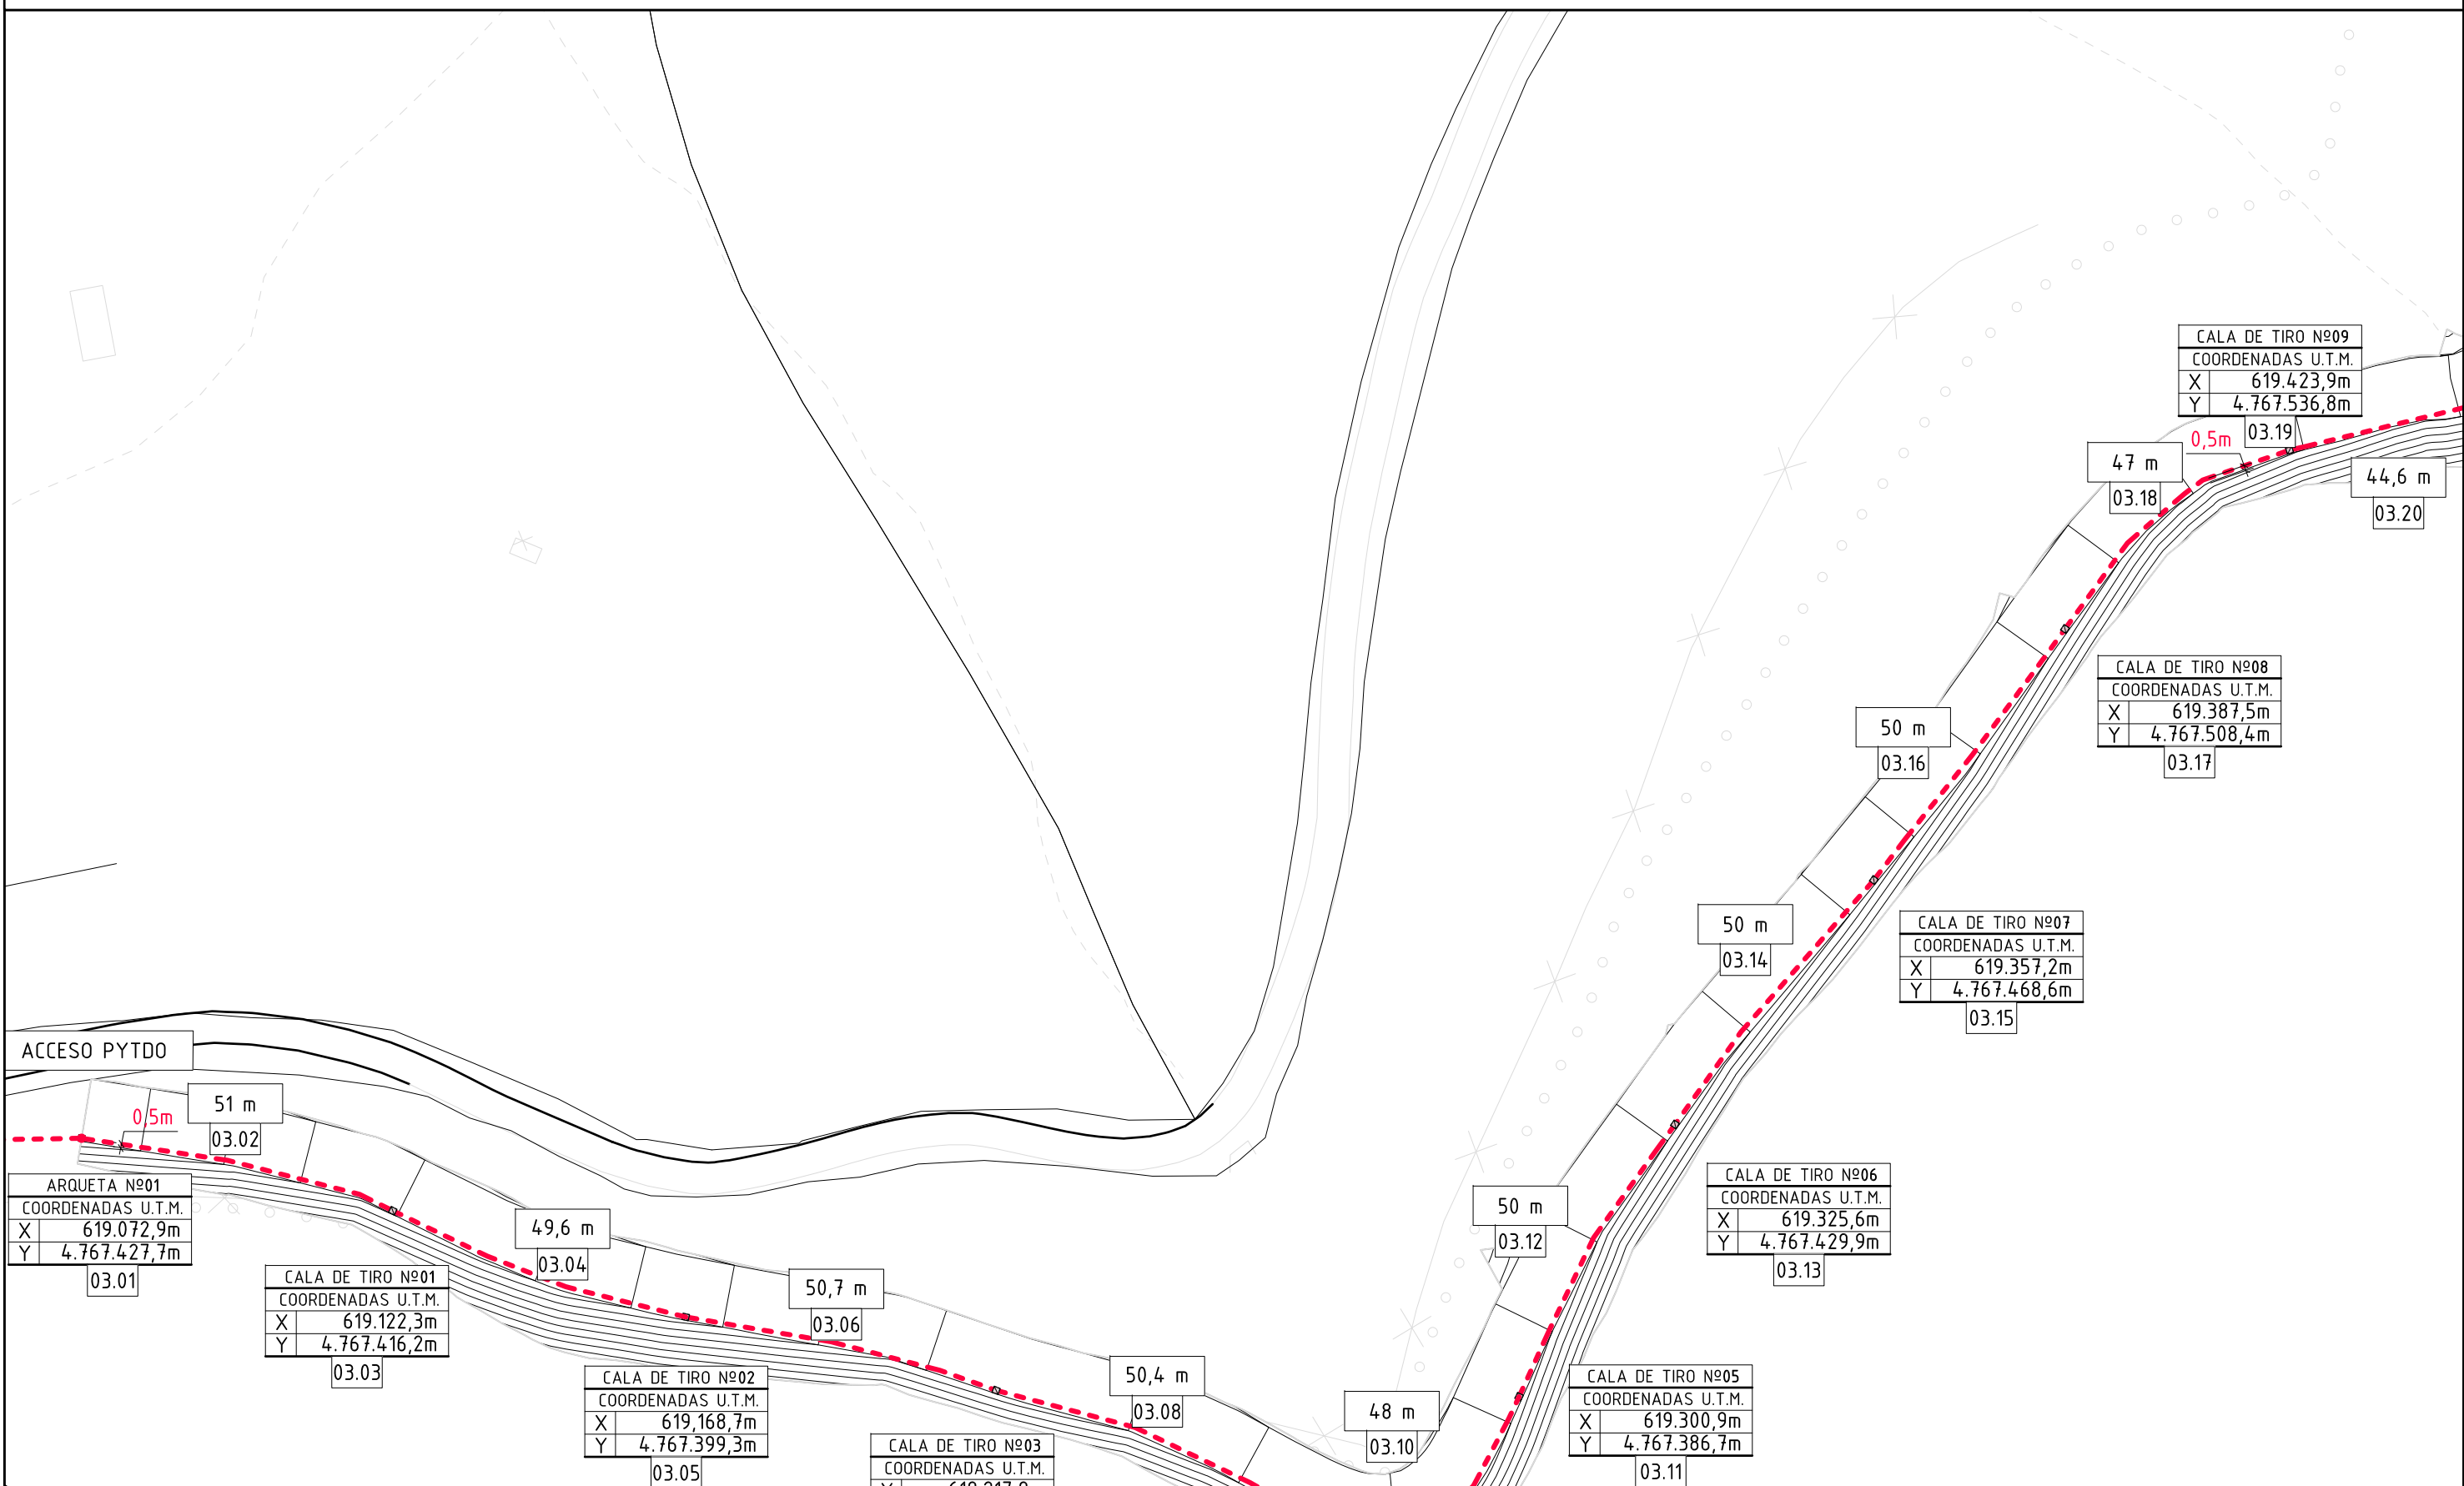 CALA DE TIRO Nº09
COORDENADAS U.T.M.
X 619.423,9m
Y 4.767.536,8m
03.19
0,5m
47 m
03.18
44,6 m
03.20
CALA DE TIRO Nº08
COORDENADAS U.T.M.
X 619.387,5m
Y 4.767.508,4m
03.17
50 m
03.16
50 m
03.14
CALA DE TIRO Nº07
COORDENADAS U.T.M.
X 619.357,2m
Y 4.767.468,6m
03.15
ACCESO PYTDO
51 m
03.02
0,5m
ARQUETA Nº01
COORDENADAS U.T.M.
X 619.072,9m
Y 4.767.427,7m
03.01
49,6 m
03.04
50 m
03.12
CALA DE TIRO Nº06
COORDENADAS U.T.M.
X 619.325,6m
Y 4.767.429,9m
03.13
CALA DE TIRO Nº01
COORDENADAS U.T.M.
X 619.122,3m
Y 4.767.416,2m
03.03
50,7 m
03.06
CALA DE TIRO Nº02
COORDENADAS U.T.M.
X 619,168,7m
Y 4.767.399,3m
03.05
50,4 m
03.08
48 m
03.10
CALA DE TIRO Nº05
COORDENADAS U.T.M.
X 619.300,9m
Y 4.767.386,7m
03.11
CALA DE TIRO Nº03
COORDENADAS U.T.M.